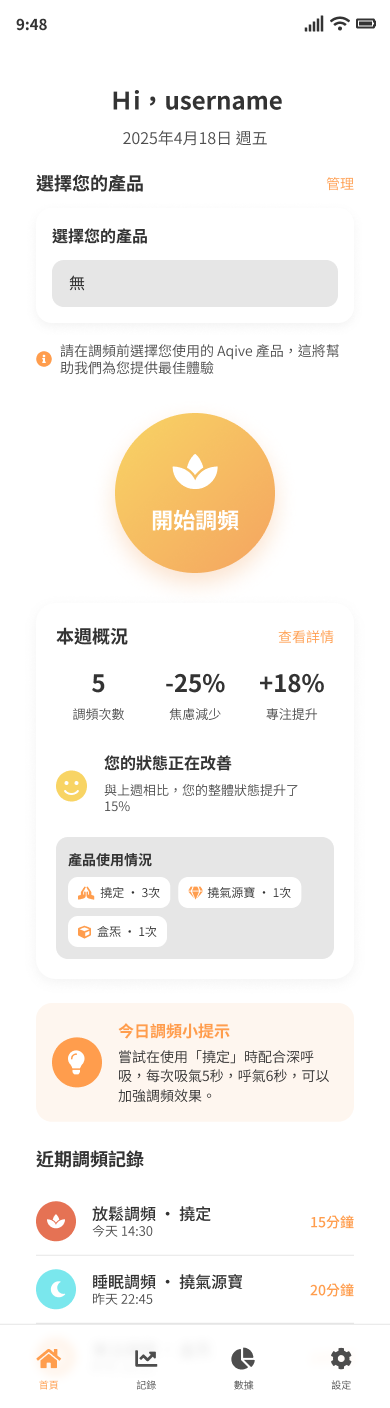 9:48
Hi，username
2025年4月18日 週五
選擇您的產品
管理
選擇您的產品
無
請在調頻前選擇您使用的 Aqive 產品，這將幫
助我們為您提供最佳體驗
開始調頻
本週概況
查看詳情
5
-25%
+18%
調頻次數
焦慮減少
專注提升
您的狀態正在改善
與上週相比，您的整體狀態提升了
15%
產品使用情況
撓定 · 3次
撓氣源寶 · 1次
盒炁 · 1次
今日調頻小提示
嘗試在使用「撓定」時配合深呼
吸，每次吸氣5秒，呼氣6秒，可以
加強調頻效果。
近期調頻記錄
放鬆調頻 · 撓定
今天 14:30
15分鐘
睡眠調頻 · 撓氣源寶
昨天 22:45
20分鐘
首頁
記錄
數據
設定